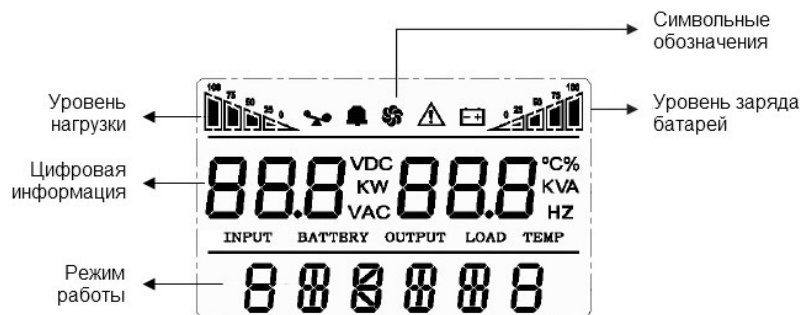 Символьные
обозначения
Уровень
нагрузки
100 75 50 25 0
0 25 50 75 100
Уровень заряда
батарей
Цифровая
информация
88.8 VDC KW VAC 88.8 °C% KVA HZ
INPUT BATTERY OUTPUT LOAD TEMP
Режим
работы